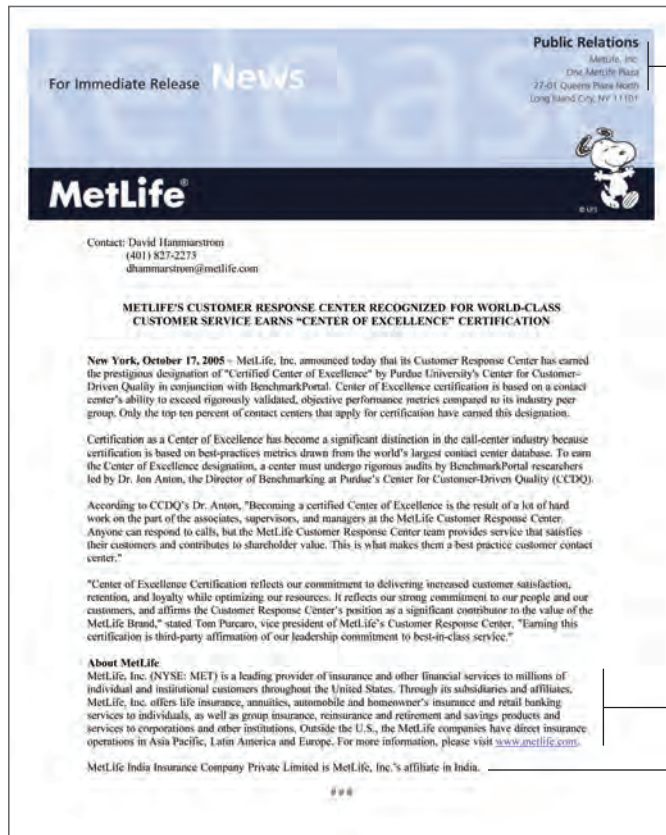 Public Relations
MetLife, Inc.
One MetLife Plaza
27-01 Queens Plaza North
Long Island City, NY 11101
For Immediate Release News
MetLife®
© UFS
Contact: David Hammarstrom
(401) 827-2273
dhammarstrom@metlife.com
METLIFE'S CUSTOMER RESPONSE CENTER RECOGNIZED FOR WORLD-CLASS
CUSTOMER SERVICE EARNS "CENTER OF EXCELLENCE" CERTIFICATION
New York, October 17, 2005 – MetLife, Inc. announced today that its Customer Response Center has earned
the prestigious designation of "Certified Center of Excellence" by Purdue University's Center for Customer-
Driven Quality in conjunction with BenchmarkPortal. Center of Excellence certification is based on a contact
center's ability to exceed rigorously validated, objective performance metrics compared to its industry peer
group. Only the top ten percent of contact centers that apply for certification have earned this designation.
Certification as a Center of Excellence has become a significant distinction in the call-center industry because
certification is based on best-practices metrics drawn from the world's largest contact center database. To earn
the Center of Excellence designation, a center must undergo rigorous audits by BenchmarkPortal researchers
led by Dr. Jon Anton, the Director of Benchmarking at Purdue's Center for Customer-Driven Quality (CCDQ).
According to CCDQ's Dr. Anton, "Becoming a certified Center of Excellence is the result of a lot of hard
work on the part of the associates, supervisors, and managers at the MetLife Customer Response Center.
Anyone can respond to calls, but the MetLife Customer Response Center team provides service that satisfies
their customers and contributes to shareholder value. This is what makes them a best practice customer contact
center."
"Center of Excellence Certification reflects our commitment to delivering increased customer satisfaction,
retention, and loyalty while optimizing our resources. It reflects our strong commitment to our people and our
customers, and affirms the Customer Response Center's position as a significant contributor to the value of the
MetLife Brand," stated Tom Purcaro, vice president of MetLife's Customer Response Center. "Earning this
certification is third-party affirmation of our leadership commitment to best-in-class service."
About MetLife
MetLife, Inc. (NYSE: MET) is a leading provider of insurance and other financial services to millions of
individual and institutional customers throughout the United States. Through its subsidiaries and affiliates,
MetLife, Inc. offers life insurance, annuities, automobile and homeowner's insurance and retail banking
services to individuals, as well as group insurance, reinsurance and retirement and savings products and
services to corporations and other institutions. Outside the U.S., the MetLife companies have direct insurance
operations in Asia Pacific, Latin America and Europe. For more information, please visit www.metlife.com.
MetLife India Insurance Company Private Limited is MetLife, Inc.'s affiliate in India.
###